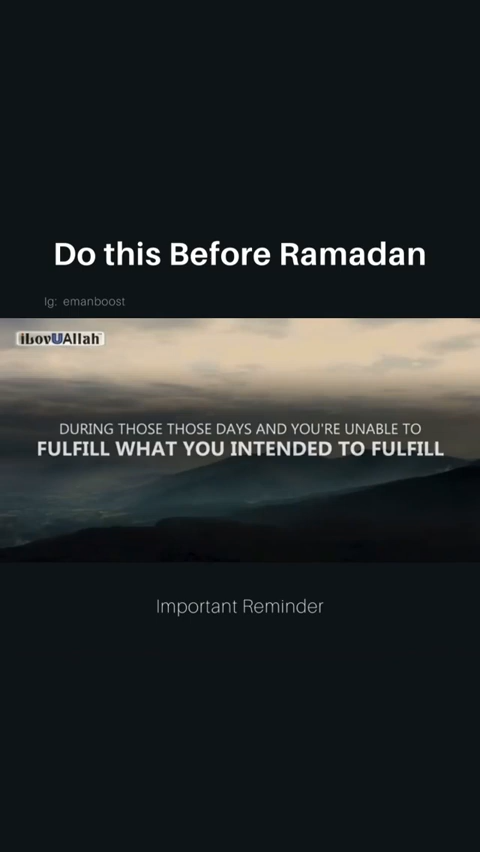 Do this Before Ramadan
Ig: emanboost
iLovUAllah
DURING THOSE THOSE DAYS AND YOU'RE UNABLE TO
FULFILL WHAT YOU INTENDED TO FULFILL
Important Reminder